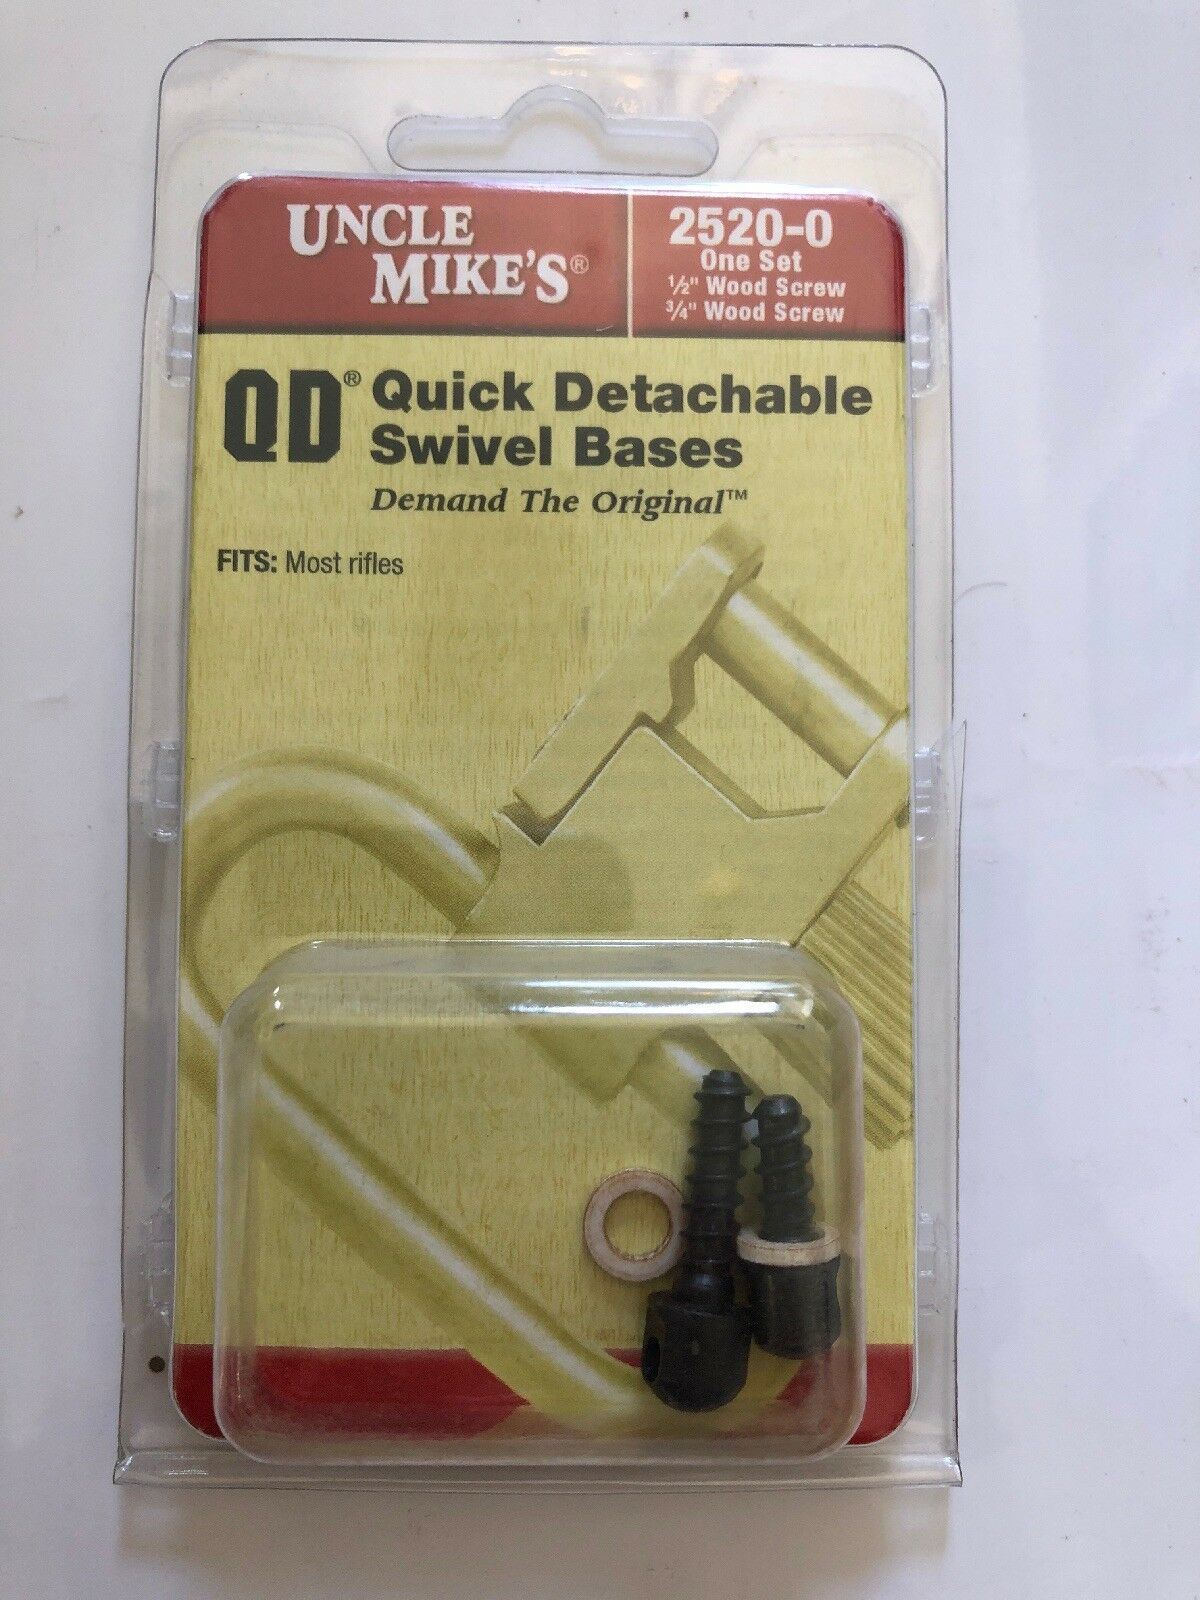 UNCLE
MIKE'S®
2520-0
One Set
½" Wood Screw
¾" Wood Screw
QD® Quick Detachable
Swivel Bases
Demand The Original™
FITS: Most rifles